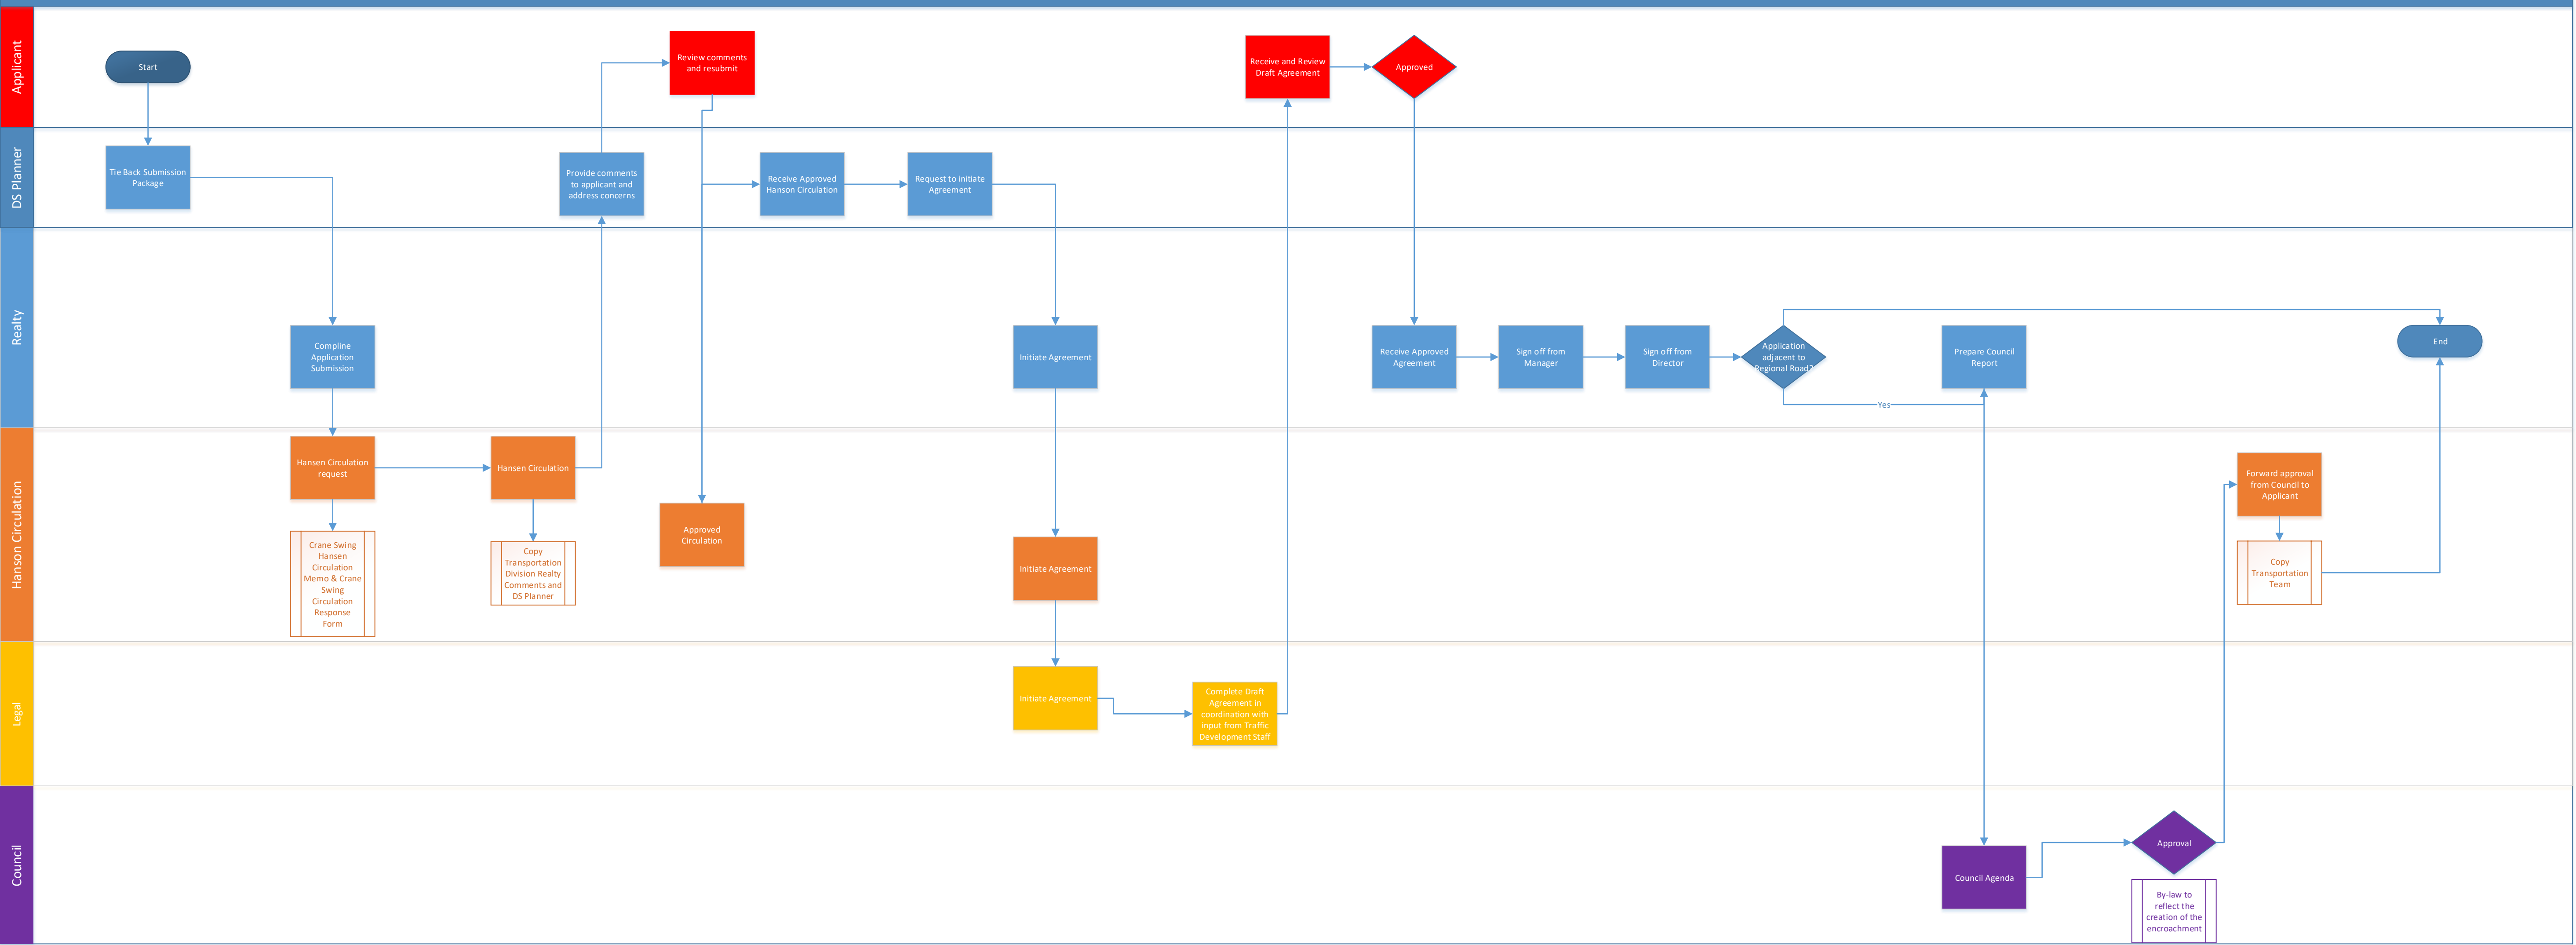 Applicant
Start
Review comments
and resubmit
Receive and Review
Draft Agreement
Approved
DS Planner
Tie Back Submission
Package
Provide comments
to applicant and
address concerns
Receive Approved
Hanson Circulation
Request to initiate
Agreement
Realty
Compline
Application
Submission
Initiate Agreement
Receive Approved
Agreement
Sign off from
Manager
Sign off from
Director
Application
adjacent to
Regional Road?
Yes
Prepare Council
Report
End
Hanson Circulation
Hansen Circulation
request
Hansen Circulation
Crane Swing
Hansen
Circulation
Memo & Crane
Swing
Circulation
Response
Form
Copy
Transportation
Division Realty
Comments and
DS Planner
Approved
Circulation
Initiate Agreement
Forward approval
from Council to
Applicant
Copy
Transportation
Team
Legal
Initiate Agreement
Complete Draft
Agreement in
coordination with
Input from Traffic
Development Staff
Council
Council Agenda
Approval
By-law to
reflect the
creation of the
encroachment